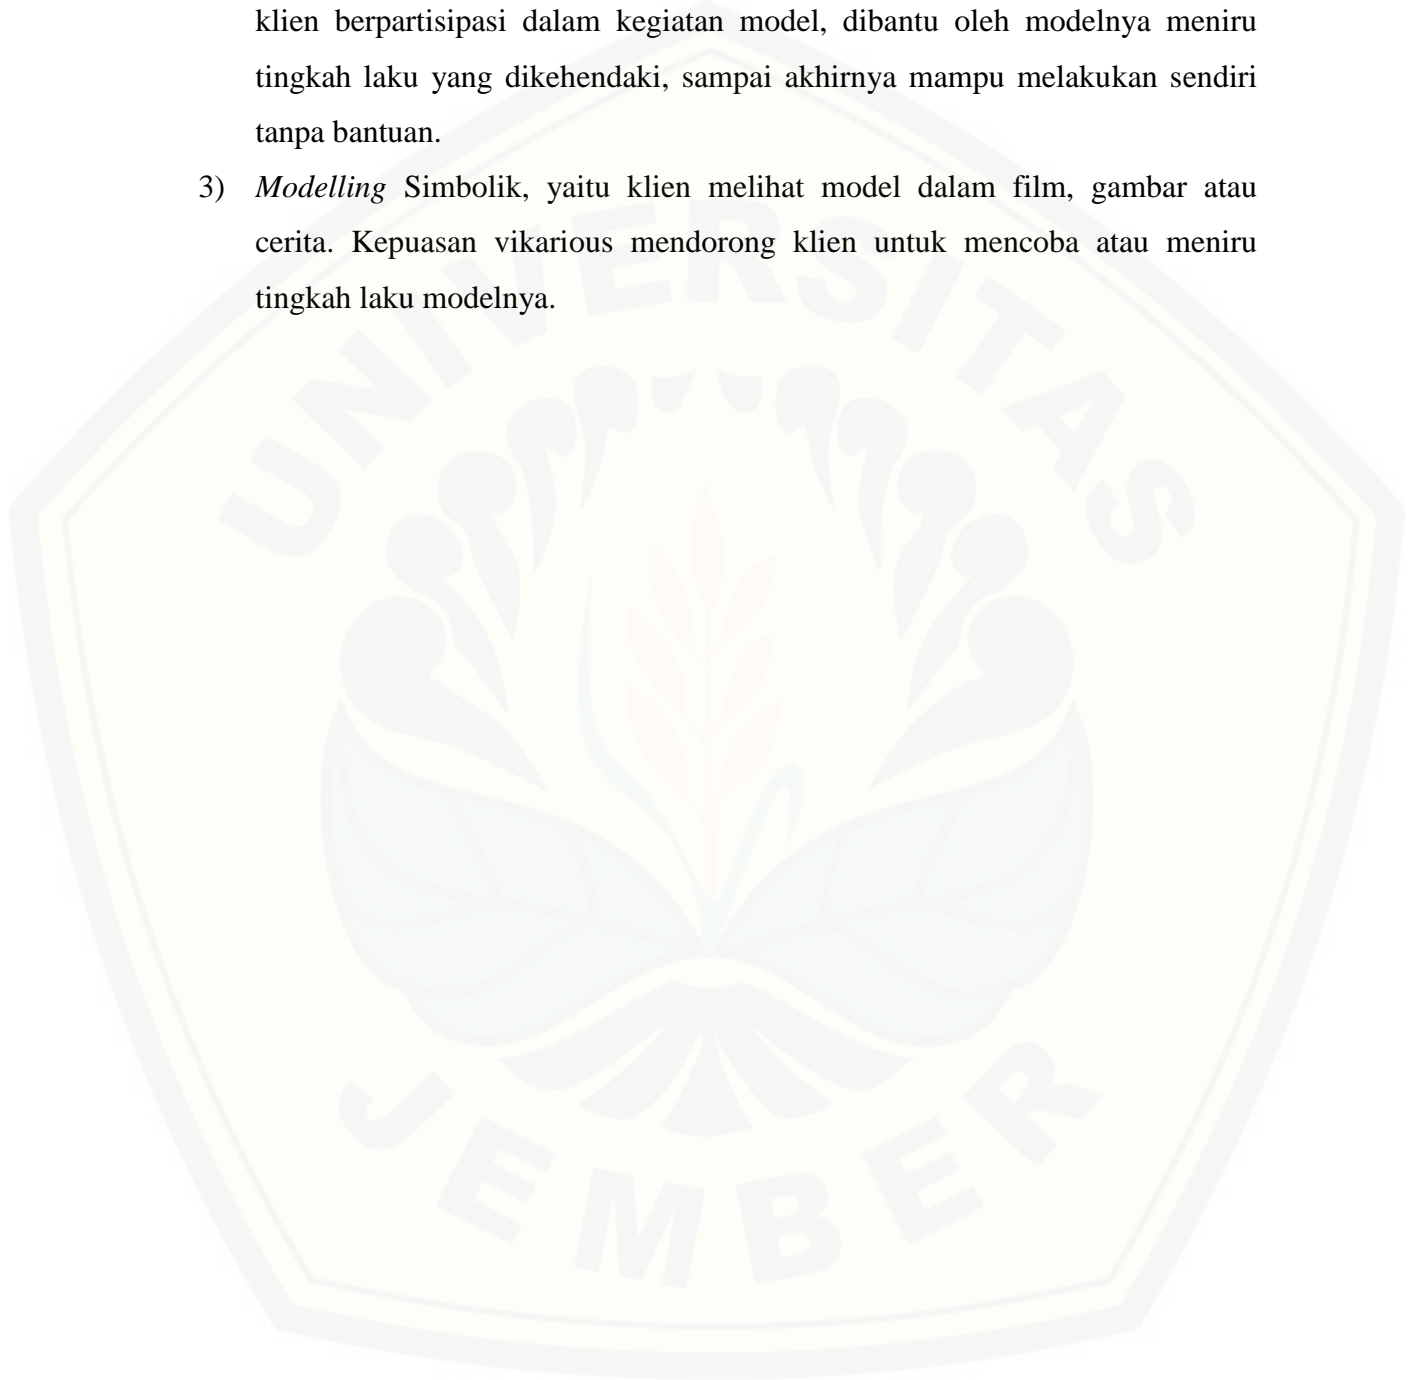 klien berpartisipasi dalam kegiatan model, dibantu oleh modelnya meniru
tingkah laku yang dikehendaki, sampai akhirnya mampu melakukan sendiri
tanpa bantuan.
3) Modelling Simbolik, yaitu klien melihat model dalam film, gambar atau
cerita. Kepuasan vikarious mendorong klien untuk mencoba atau meniru
tingkah laku modelnya.
UNIVERSITAS
JEMBER